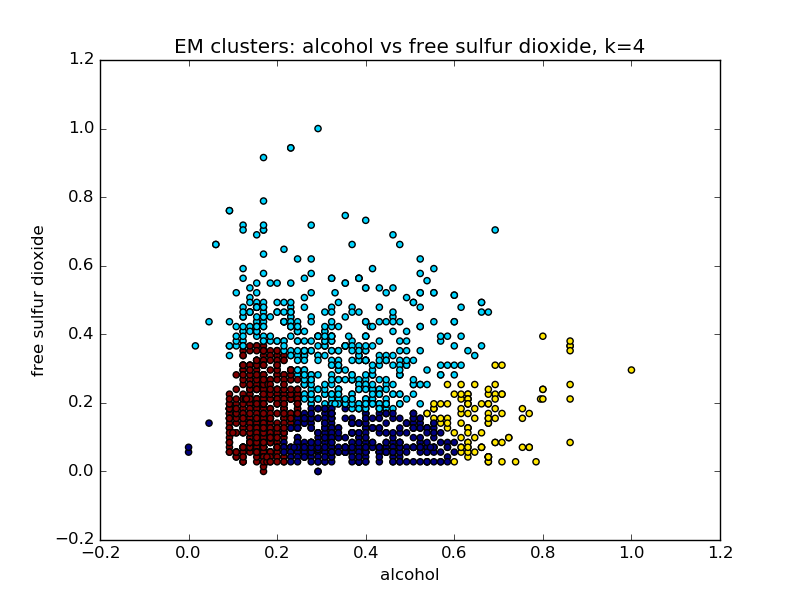 EM clusters: alcohol vs free sulfur dioxide, k=4
1.2
1.0
0.8
0.6
0.4
0.2
0.0
−0.2
free sulfur dioxide
−0.2 0.0 0.2 0.4 0.6 0.8 1.0 1.2
alcohol